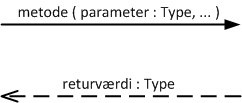 metode ( parameter : Type, ... )
returværdi : Type